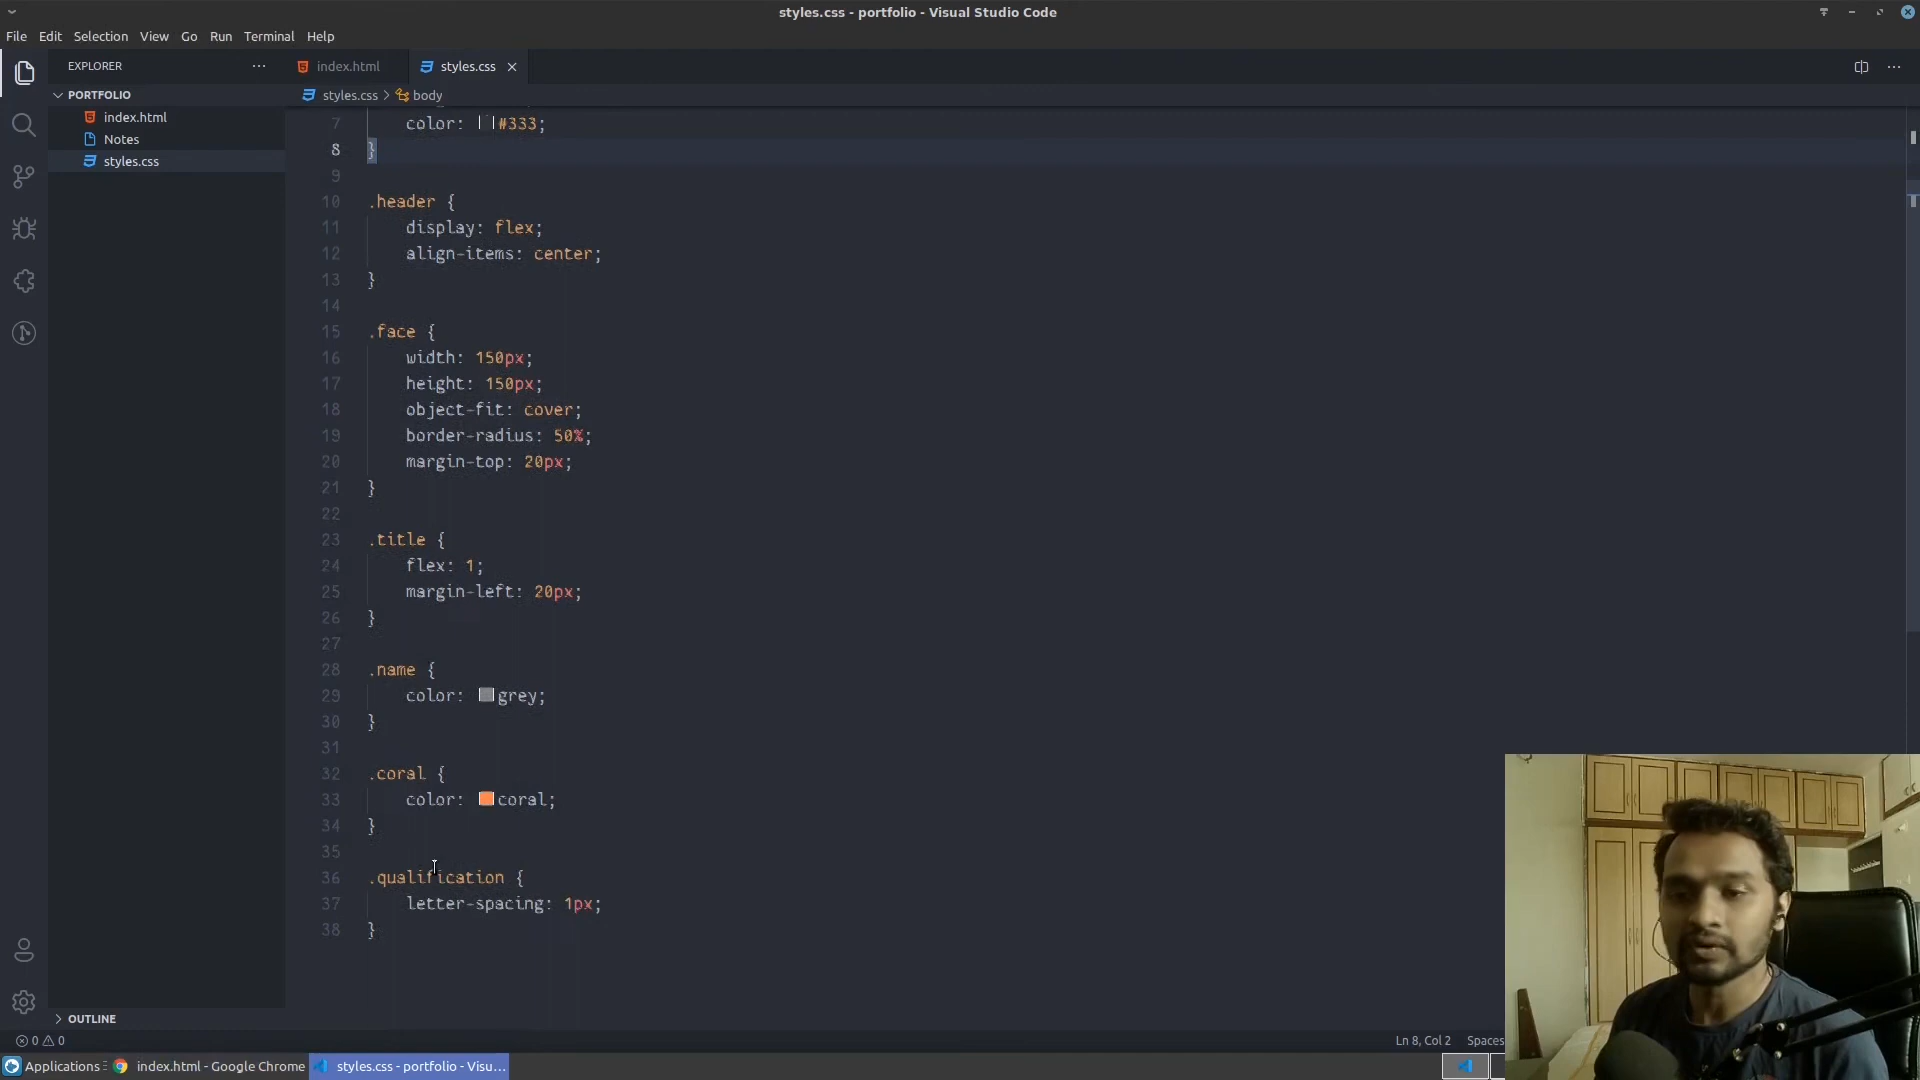 styles.css - portfolio - Visual Studio Code
File Edit Selection View Go Run Terminal Help
EXPLORER
index.html
styles.css
PORTFOLIO
styles.css > body
index.html
Notes
styles.css
7 color: #333;
8 }
9
10 .header {
11 display: flex;
12 align-items: center;
13 }
14
15 .face {
16 width: 150px;
17 height: 150px;
18 object-fit: cover;
19 border-radius: 50%;
20 margin-top: 20px;
21 }
22
23 .title {
24 flex: 1;
25 margin-left: 20px;
26 }
27
28 .name {
29 color: grey;
30 }
31
32 .coral {
33 color: coral;
34 }
35
36 .qualification {
37 letter-spacing: 1px;
38 }
OUTLINE
0 0
Ln 8, Col 2 Spaces
Applications index.html - Google Chrome styles.css - portfolio - Visu...